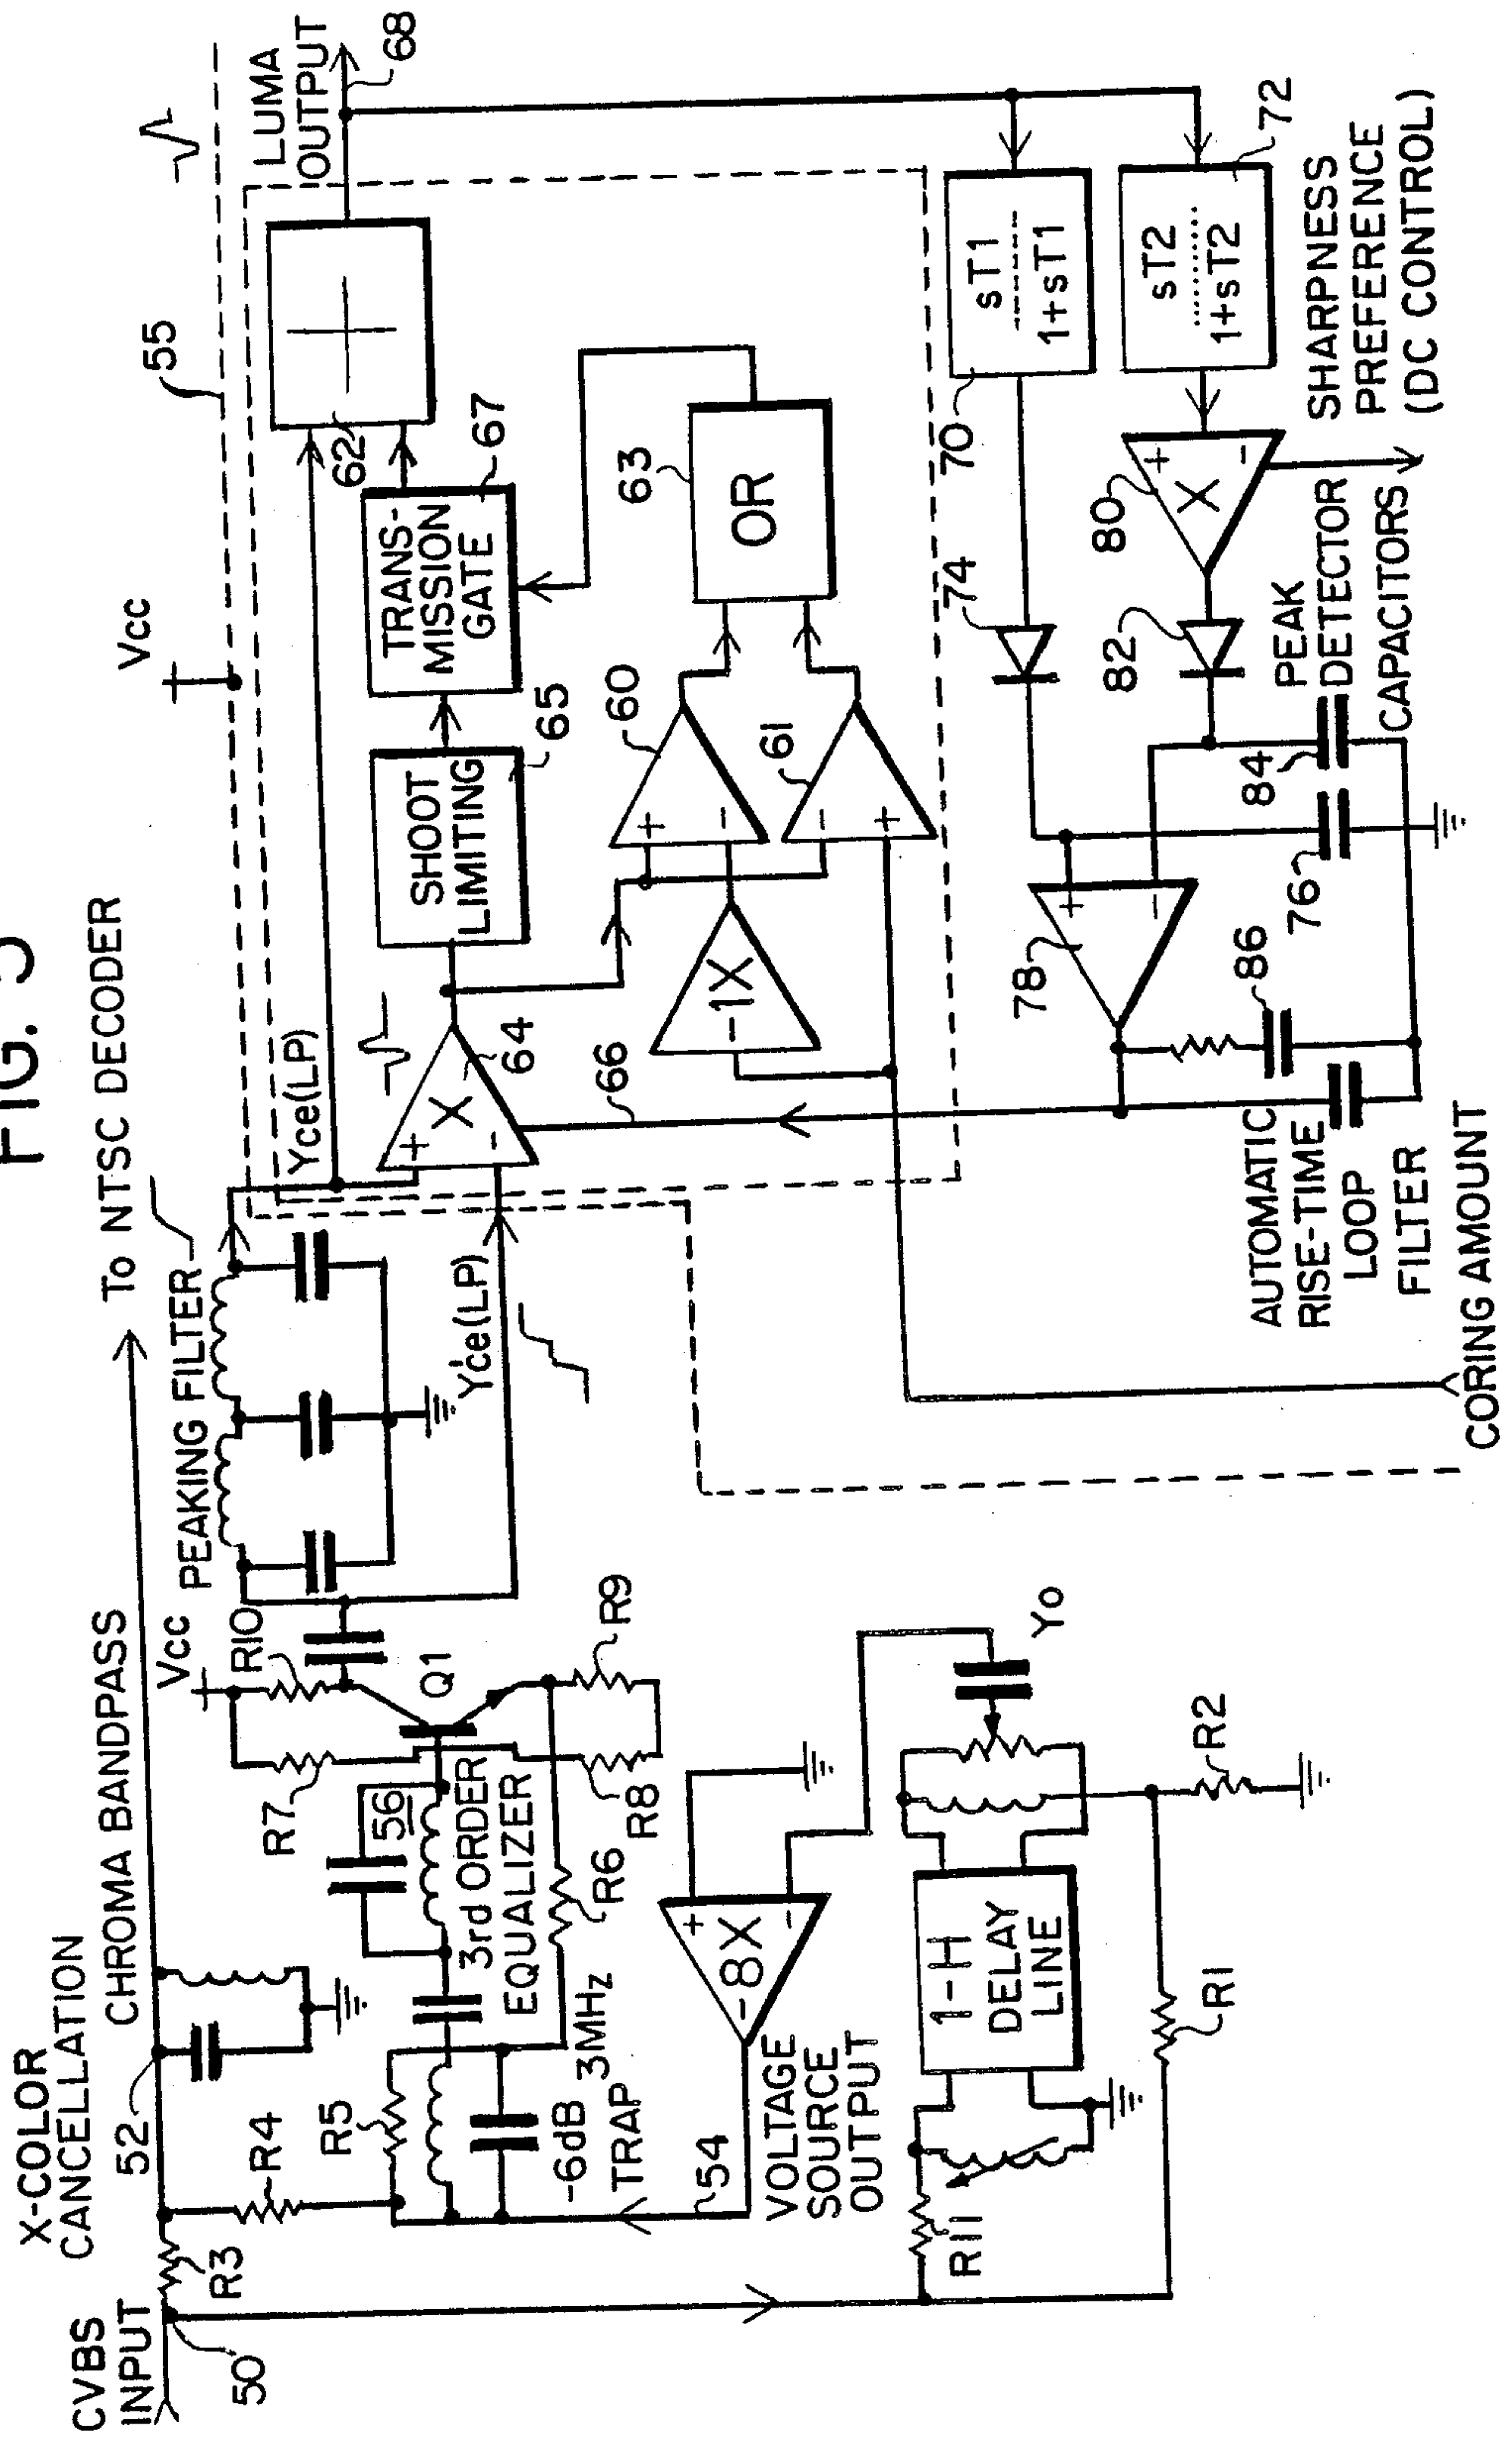 FIG. 5
X-COLOR
CANCELLATION
CVBS
INPUT
50
52
R3
R4
CHROMA BANDPASS
To NTSC DECODER
R5
-6dB
TRAP
3MHz
54
56
3rd ORDER
EQUALIZER
R6
R7
R8
R9
R10
Vcc
Q1
PEAKING FILTER
Yce(LP)
Y'ce(LP)
Vcc
55
LUMA
OUTPUT
68
62
+
X
+
-
64
SHOOT
LIMITING
65
TRANS-
MISSION
GATE
67
66
-1X
60
+
-
61
-
+
OR
63
-8X
+
-
VOLTAGE
SOURCE
OUTPUT
Yo
1-H
DELAY
LINE
R11
R1
R2
70
sT1
1+sT1
72
sT2
1+sT2
74
80
X
+
-
82
78
+
-
76
84
86
PEAK
DETECTOR
CAPACITORS
SHARPNESS
PREFERENCE
(DC CONTROL)
AUTOMATIC
RISE-TIME
LOOP
FILTER
CORING AMOUNT